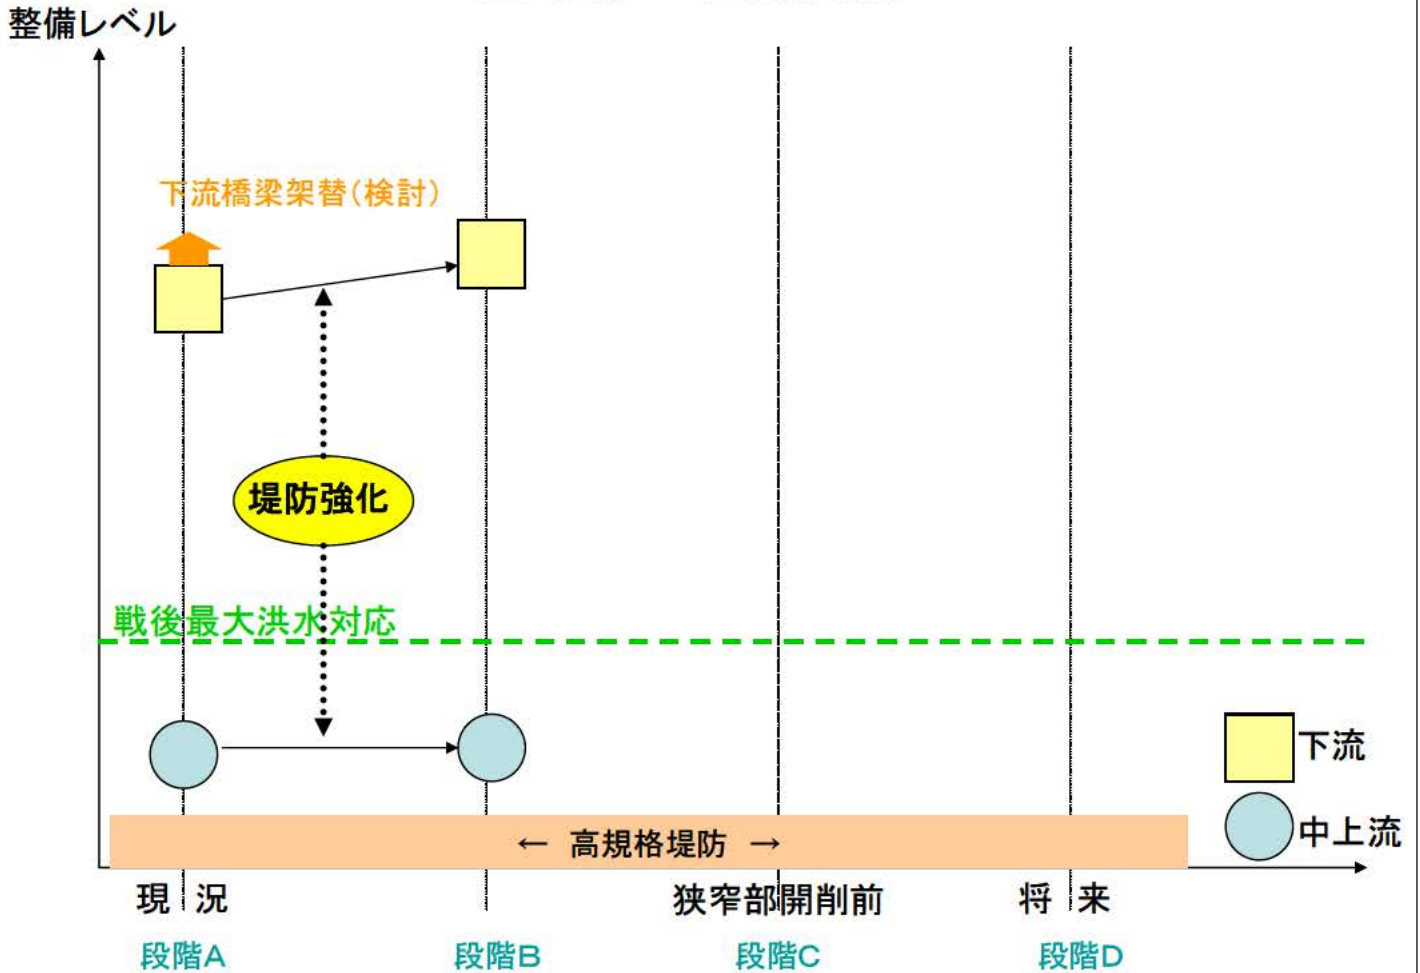 整備レベル
下流橋梁架替(検討)
堤防強化
戦後最大洪水対応
下流
中上流
← 高規格堤防 →
現 況
狭窄部開削前
将 来
段階A
段階B
段階C
段階D